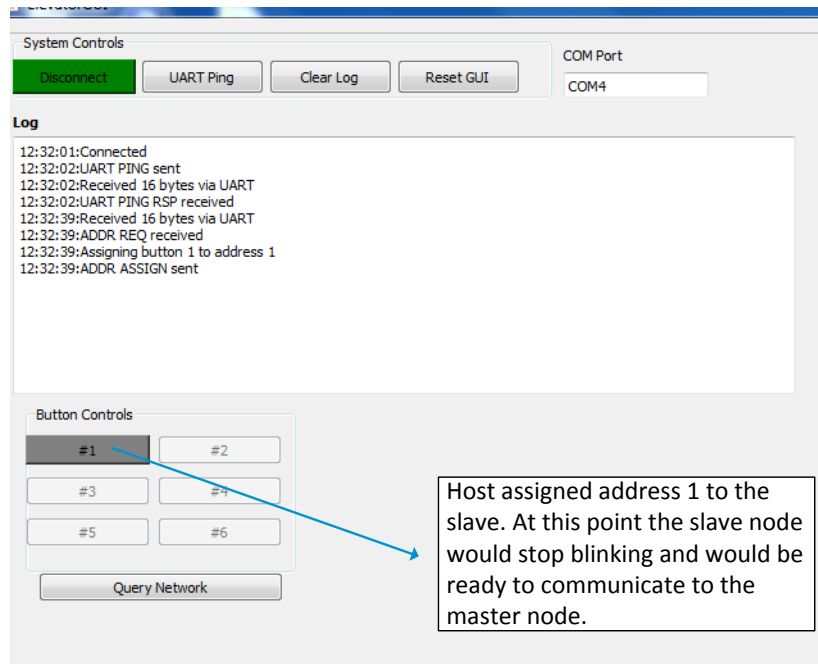 ElevatorGUI
System Controls
Disconnect
UART Ping
Clear Log
Reset GUI
COM Port
COM4
Log
12:32:01:Connected
12:32:02:UART PING sent
12:32:02:Received 16 bytes via UART
12:32:02:UART PING RSP received
12:32:39:Received 16 bytes via UART
12:32:39:ADDR REQ received
12:32:39:Assigning button 1 to address 1
12:32:39:ADDR ASSIGN sent
Button Controls
#1
#2
#3
#4
#5
#6
Query Network
Host assigned address 1 to the
slave. At this point the slave node
would stop blinking and would be
ready to communicate to the
master node.